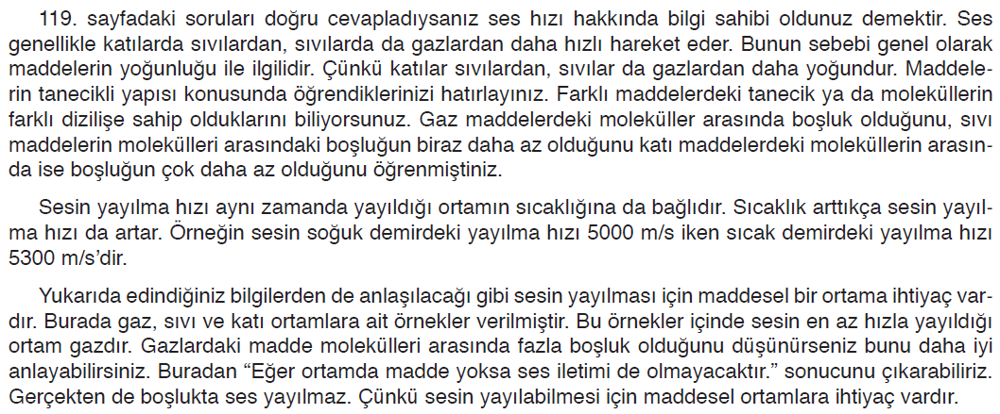 119. sayfadaki soruları doğru cevapladıysanız ses hızı hakkında bilgi sahibi oldunuz demektir. Ses
genellikle katılarda sıvılardan, sıvılarda da gazlardan daha hızlı hareket eder. Bunun sebebi genel olarak
maddelerin yoğunluğu ile ilgilidir. Çünkü katılar sıvılardan, sıvılar da gazlardan daha yoğundur. Maddele-
rin tanecikli yapısı konusunda öğrendiklerinizi hatırlayınız. Farklı maddelerdeki tanecik ya da moleküllerin
farklı dizilişe sahip olduklarını biliyorsunuz. Gaz maddelerdeki moleküller arasında boşluk olduğunu, sıvı
maddelerin molekülleri arasındaki boşluğun biraz daha az olduğunu katı maddelerdeki moleküllerin arasın-
da ise boşluğun çok daha az olduğunu öğrenmiştiniz.
Sesin yayılma hızı aynı zamanda yayıldığı ortamın sıcaklığına da bağlıdır. Sıcaklık arttıkça sesin yayıl-
ma hızı da artar. Örneğin sesin soğuk demirdeki yayılma hızı 5000 m/s iken sıcak demirdeki yayılma hızı
5300 m/s’dir.
Yukarıda edindiğiniz bilgilerden de anlaşılacağı gibi sesin yayılması için maddesel bir ortama ihtiyaç var-
dır. Burada gaz, sıvı ve katı ortamlara ait örnekler verilmiştir. Bu örnekler içinde sesin en az hızla yayıldığı
ortam gazdır. Gazlardaki madde molekülleri arasında fazla boşluk olduğunu düşünürseniz bunu daha iyi
anlayabilirsiniz. Buradan “Eğer ortamda madde yoksa ses iletimi de olmayacaktır.” sonucunu çıkarabiliriz.
Gerçekten de boşlukta ses yayılmaz. Çünkü sesin yayılabilmesi için maddesel ortamlara ihtiyaç vardır.